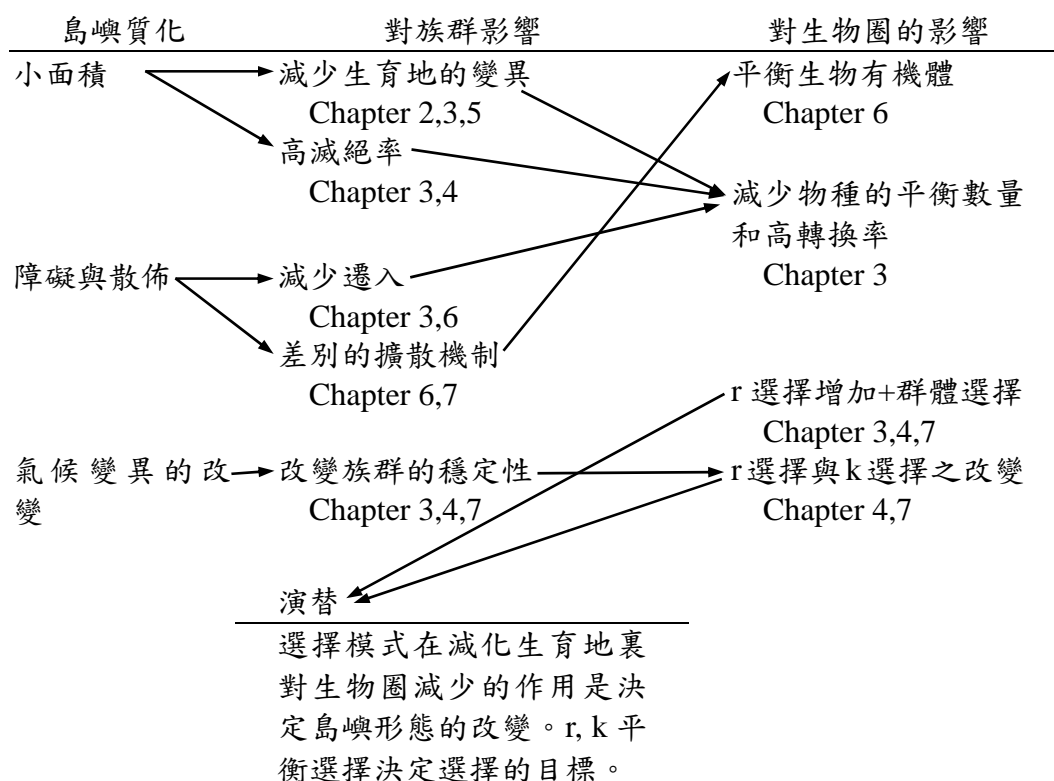 島嶼質化 對族群影響 對生物圈的影響
小面積 減少生育地的變異 平衡生物有機體
Chapter 2,3,5 Chapter 6
高滅絕率
Chapter 3,4 減少物種的平衡數量
和高轉換率
障礙與散佈 減少遷入 Chapter 3
Chapter 3,6
差別的擴散機制
Chapter 6,7 r 選擇增加+群體選擇
Chapter 3,4,7
氣候變異的改 改變族群的穩定性 r 選擇與 k 選擇之改變
變 Chapter 3,4,7 Chapter 4,7
演替
選擇模式在減化生育地裏
對生物圈減少的作用是決
定島嶼形態的改變。r, k 平
衡選擇決定選擇的目標。